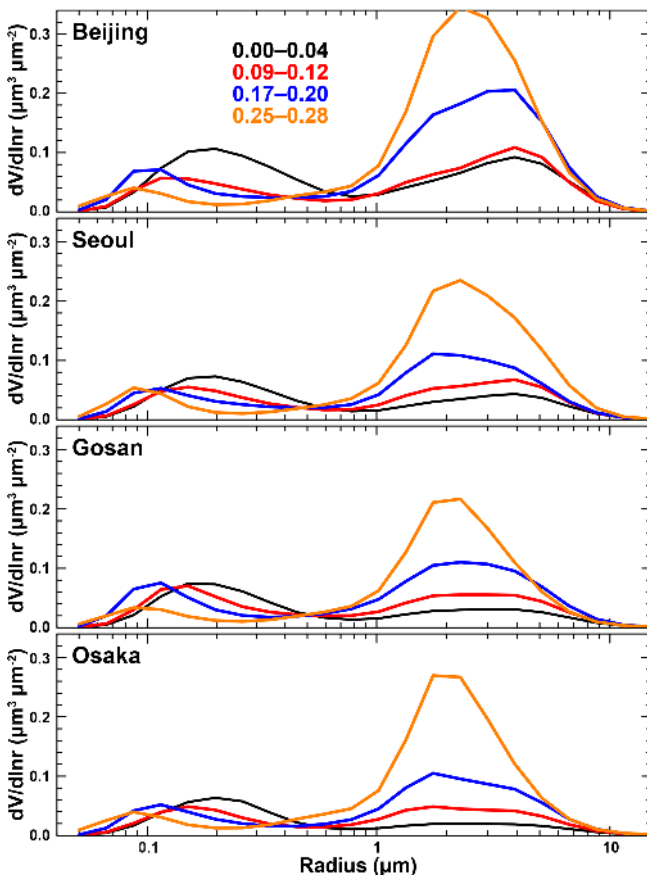 Beijing
0.00–0.04
0.09–0.12
0.17–0.20
0.25–0.28
dV/dlnr (µm³ µm⁻²)
0.3
0.2
0.1
0.0
Seoul
dV/dlnr (µm³ µm⁻²)
0.3
0.2
0.1
0.0
Gosan
dV/dlnr (µm³ µm⁻²)
0.3
0.2
0.1
0.0
Osaka
dV/dlnr (µm³ µm⁻²)
0.3
0.2
0.1
0.0
0.1 1 10
Radius (µm)